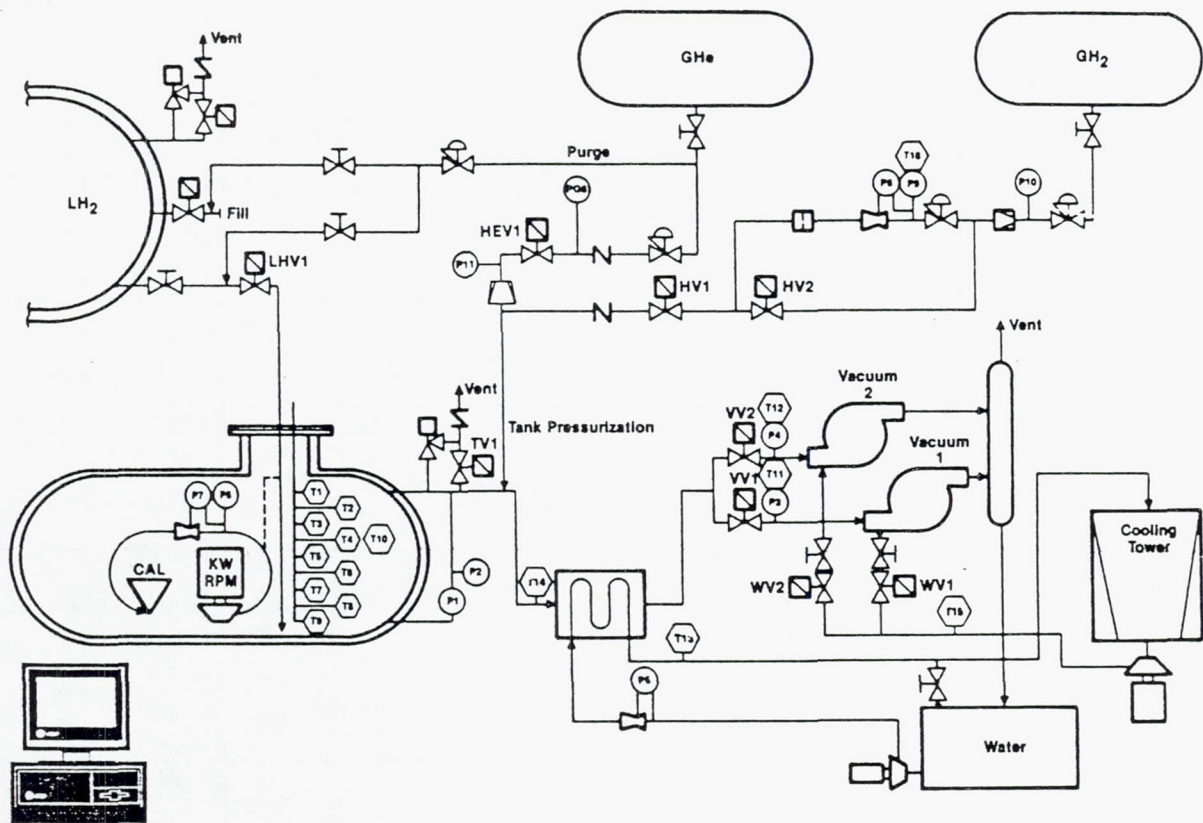 Vent
GHe
GH2
Purge
T16
P8
P9
P10
LH2
Fill
PG6
HEV1
LHV1
P11
HV1
HV2
Vent
Vent
Vacuum
2
VV2
T12
P4
Tank Pressurization
TV1
T11
VV1
P3
Vacuum
1
P7
P6
T1
T2
T3
T4
T10
T5
T6
T7
T8
T9
CAL
KW
RPM
P2
P1
T14
Cooling
Tower
WV2
WV1
T15
T13
P5
Water